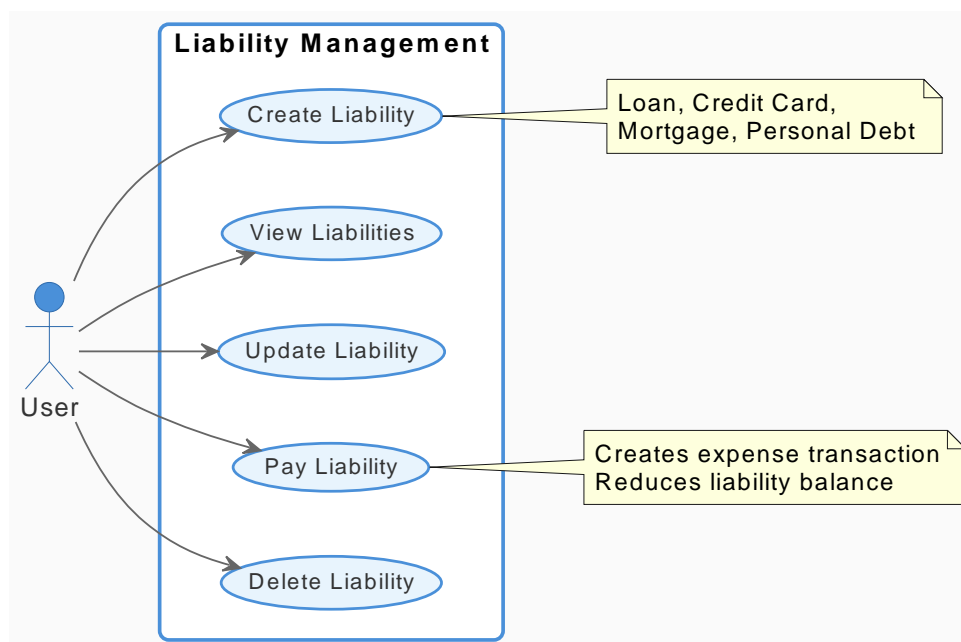 Liability Management
Create Liability
Loan, Credit Card,
Mortgage, Personal Debt
View Liabilities
Update Liability
User
Pay Liability
Creates expense transaction
Reduces liability balance
Delete Liability